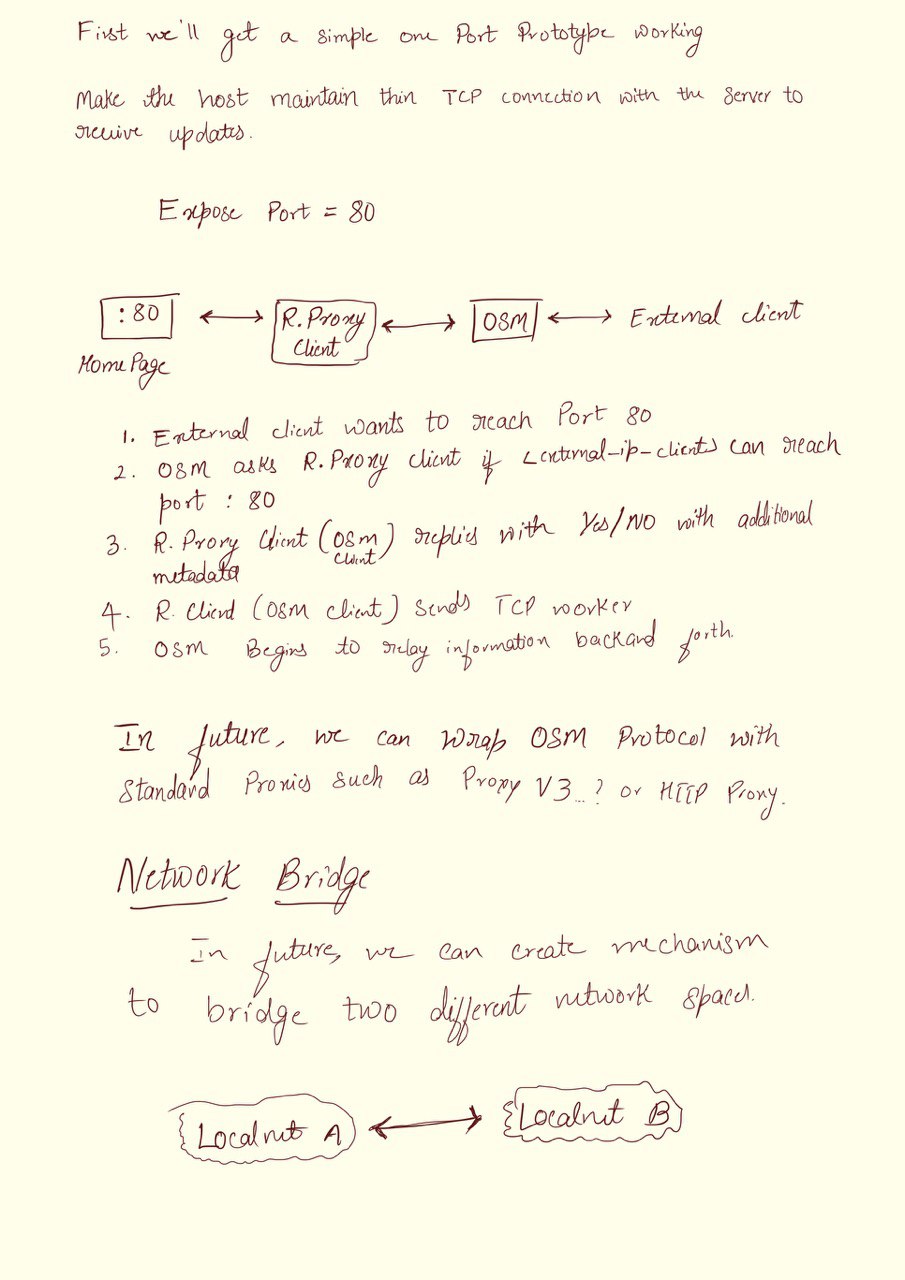 First we'll get a simple one Port Prototype working
Make the host maintain thin TCP connection with the server to
receive updates.
Expose Port = 80
:80
R.Proxy
Client
OSM
External client
HomePage
1. External client wants to reach Port 80
2. OSM asks R.Proxy client if <external-ip-clients> can reach
port : 80
3. R.Proxy Client (OSM client) replies with Yes/NO with additional
metadata
4. R.Client (OSM client) Sends TCP worker
5. OSM Begins to relay information back and forth.
In future, we can wrap OSM Protocol with
Standard Proxies such as Proxy V3...? or HTTP Proxy.
Network Bridge
In future, we can create mechanism
to bridge two different network spaces.
Localnet A
Localnet B